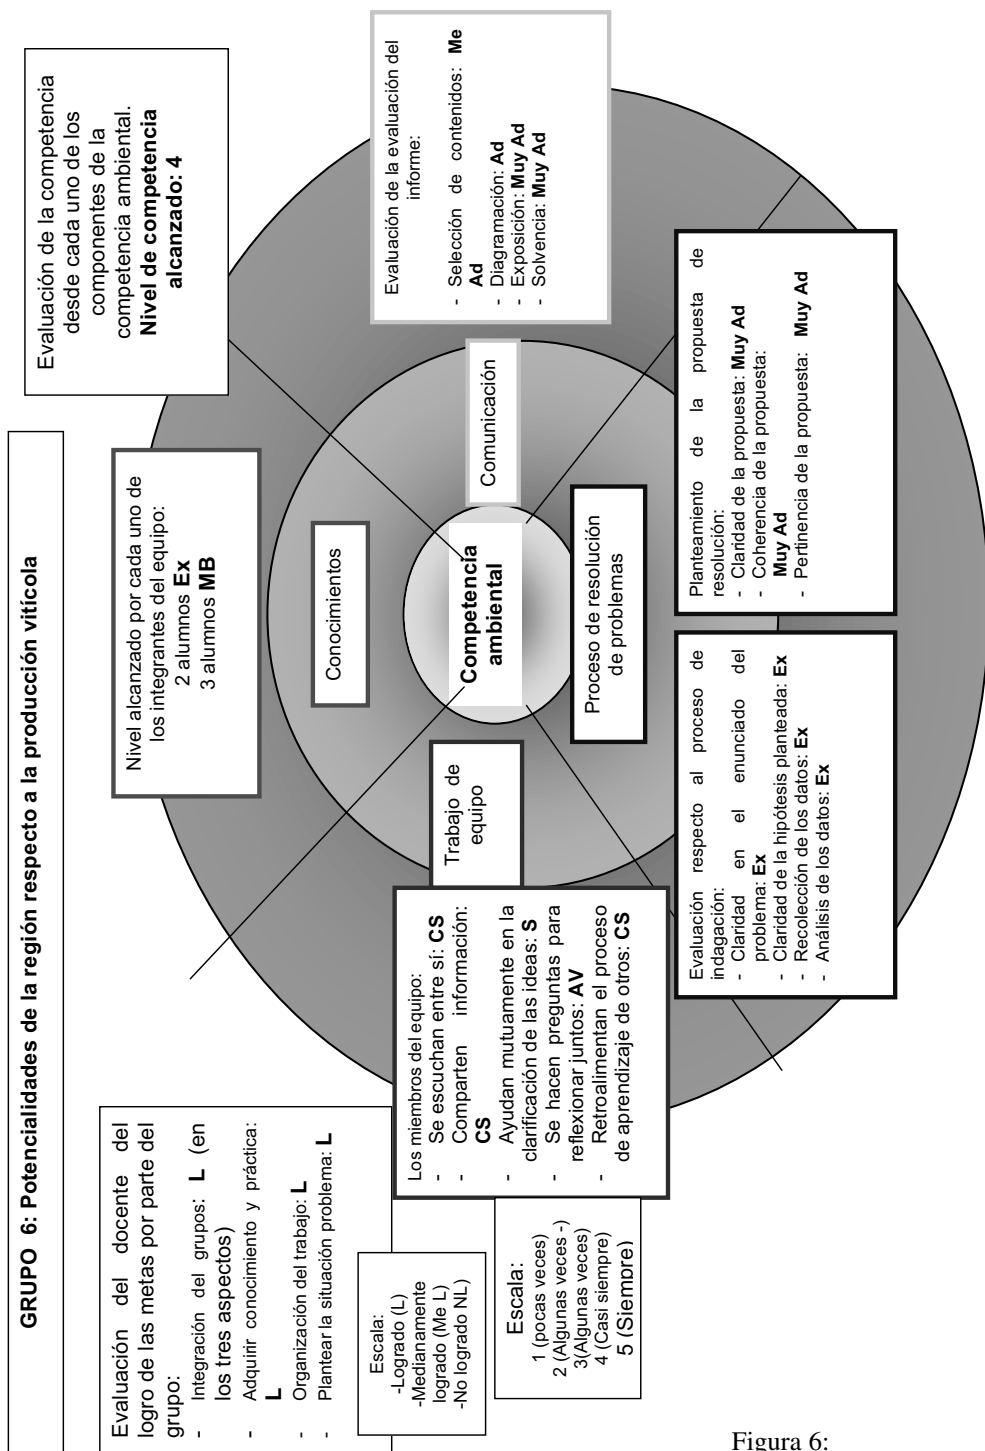 GRUPO 6: Potencialidades de la región respecto a la producción vitícola
Evaluación del docente del
logro de las metas por parte del
grupo:
- Integración del grupos: L (en
los tres aspectos)
- Adquirir conocimiento y práctica:
L
- Organización del trabajo: L
- Plantear la situación problema: L
Escala:
-Logrado (L)
-Medianamente
logrado (Me L)
-No logrado NL)
Nivel alcanzado por cada uno de
los integrantes del equipo:
2 alumnos Ex
3 alumnos MB
Evaluación de la competencia
desde cada uno de los
componentes de la
competencia ambiental.
Nivel de competencia
alcanzado: 4
Conocimientos
Los miembros del equipo:
- Se escuchan entre sí: CS
- Comparten información:
CS
- Ayudan mutuamente en la
clarificación de las ideas: S
- Se hacen preguntas para
reflexionar juntos: AV
- Retroalimentan el proceso
de aprendizaje de otros: CS
Escala:
1 (pocas veces)
2 (Algunas veces -)
3(Algunas veces)
4 (Casi siempre)
5 (Siempre)
Trabajo de
equipo
Competencia
ambiental
Comunicación
Evaluación de la evaluación del
informe:
- Selección de contenidos: Me
Ad
- Diagramación: Ad
- Exposición: Muy Ad
- Solvencia: Muy Ad
Proceso de resolución
de problemas
Evaluación respecto al proceso de
indagación:
- Claridad en el enunciado del
problema: Ex
- Claridad de la hipótesis planteada: Ex
- Recolección de los datos: Ex
- Análisis de los datos: Ex
Planteamiento de la propuesta de
resolución:
- Claridad de la propuesta: Muy Ad
- Coherencia de la propuesta:
Muy Ad
- Pertinencia de la propuesta: Muy Ad
Figura 6: